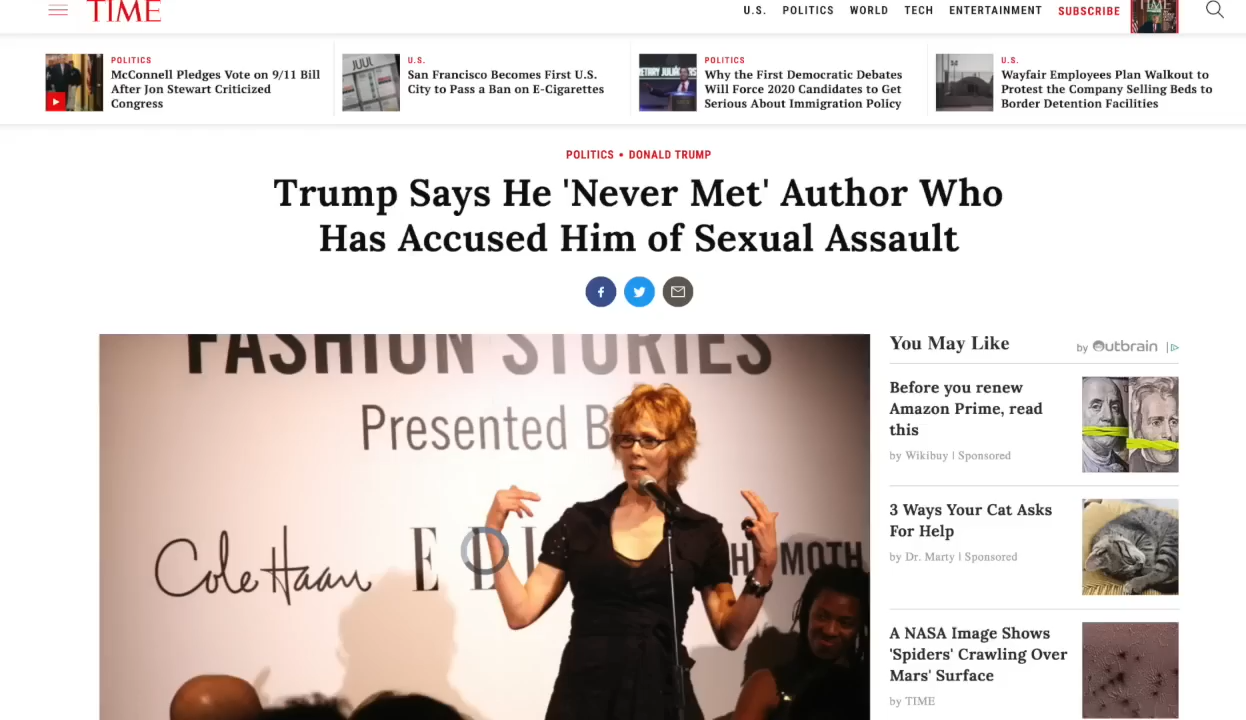 TIME
U.S. POLITICS WORLD TECH ENTERTAINMENT SUBSCRIBE
POLITICS
McConnell Pledges Vote on 9/11 Bill
After Jon Stewart Criticized
Congress
JUUL
U.S.
San Francisco Becomes First U.S.
City to Pass a Ban on E-Cigarettes
POLITICS
Why the First Democratic Debates
Will Force 2020 Candidates to Get
Serious About Immigration Policy
U.S.
Wayfair Employees Plan Walkout to
Protest the Company Selling Beds to
Border Detention Facilities
POLITICS • DONALD TRUMP
Trump Says He 'Never Met' Author Who
Has Accused Him of Sexual Assault
FASHION STORIES
Presented B
Cole Haan
MOTH
You May Like
by Outbrain
Before you renew
Amazon Prime, read
this
by Wikibuy | Sponsored
3 Ways Your Cat Asks
For Help
by Dr. Marty | Sponsored
A NASA Image Shows
'Spiders' Crawling Over
Mars' Surface
by TIME